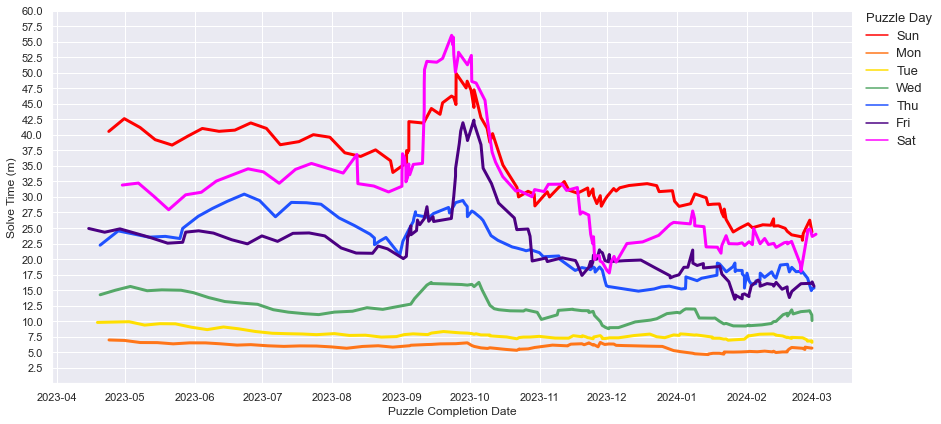 60.0
57.5
55.0
52.5
50.0
47.5
45.0
42.5
40.0
37.5
35.0
32.5
30.0
27.5
25.0
22.5
20.0
17.5
15.0
12.5
10.0
7.5
5.0
2.5
Solve Time (m)
2023-04 2023-05 2023-06 2023-07 2023-08 2023-09 2023-10 2023-11 2023-12 2024-01 2024-02 2024-03
Puzzle Completion Date
Puzzle Day
Sun
Mon
Tue
Wed
Thu
Fri
Sat